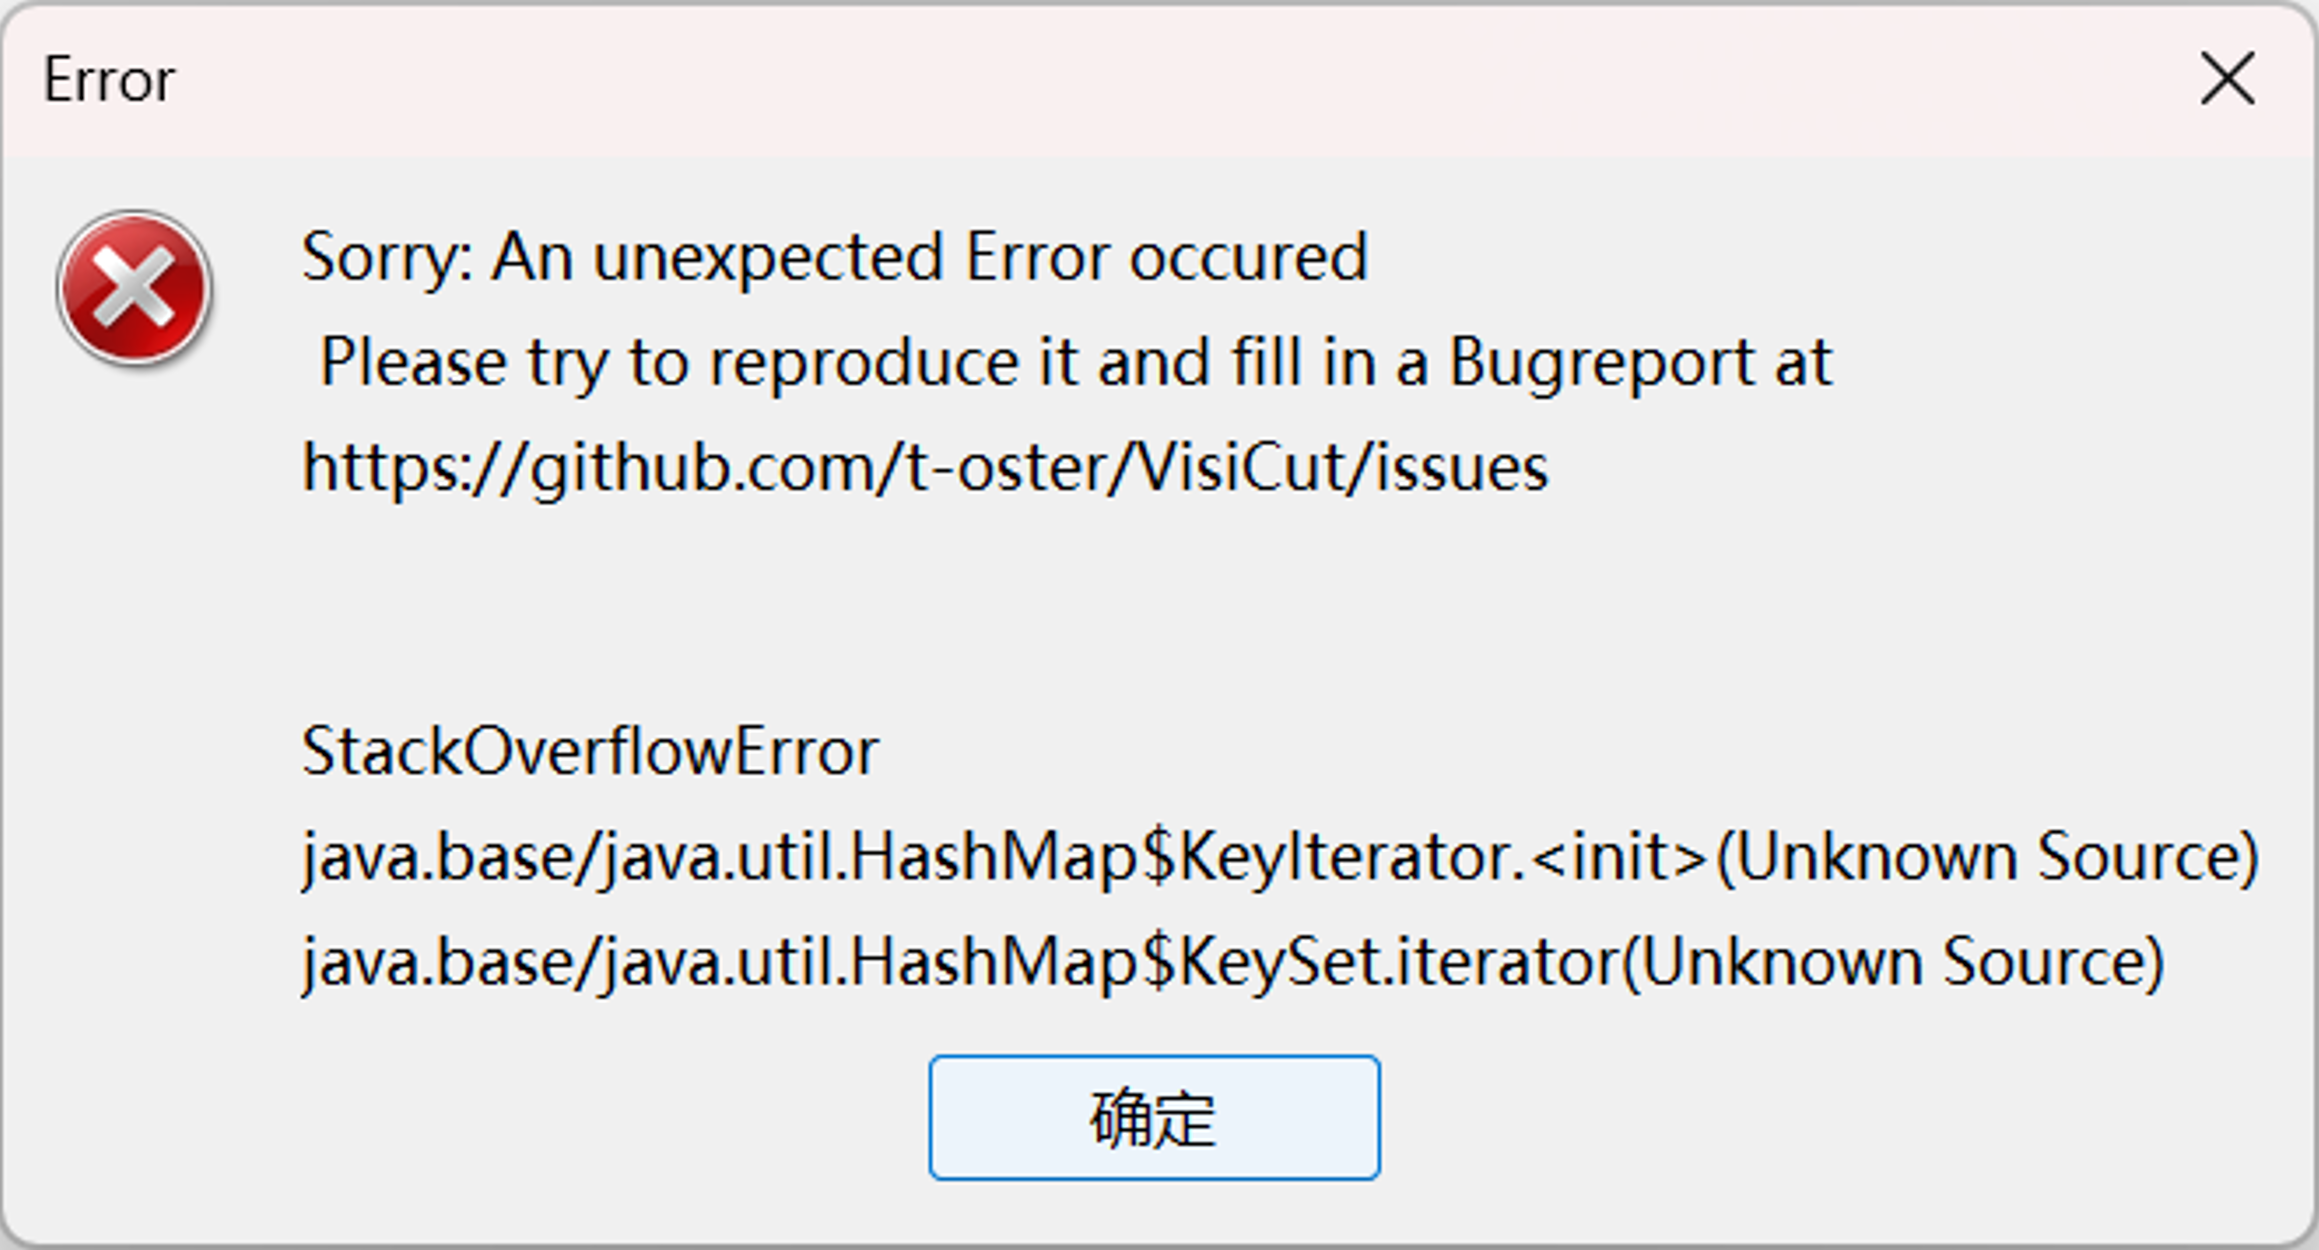 Error
Sorry: An unexpected Error occured
Please try to reproduce it and fill in a Bugreport at
https://github.com/t-oster/VisiCut/issues
StackOverflowError
java.base/java.util.HashMap$KeyIterator.<init>(Unknown Source)
java.base/java.util.HashMap$KeySet.iterator(Unknown Source)
确定